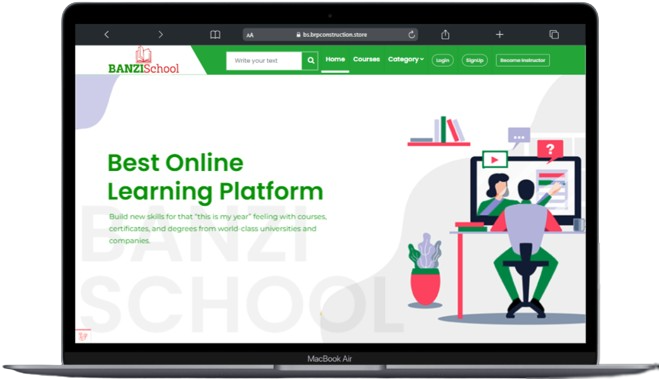 AA
bs.brpconstruction.store
BANZISchool
Write your text
Home
Courses
Category
Login
SignUp
Become Instructor
Best Online
Learning Platform
Build new skills for that "this is my year" feeling with courses,
certificates, and degrees from world-class universities and
companies.
BANZI
SCHOOL
?
MacBook Air